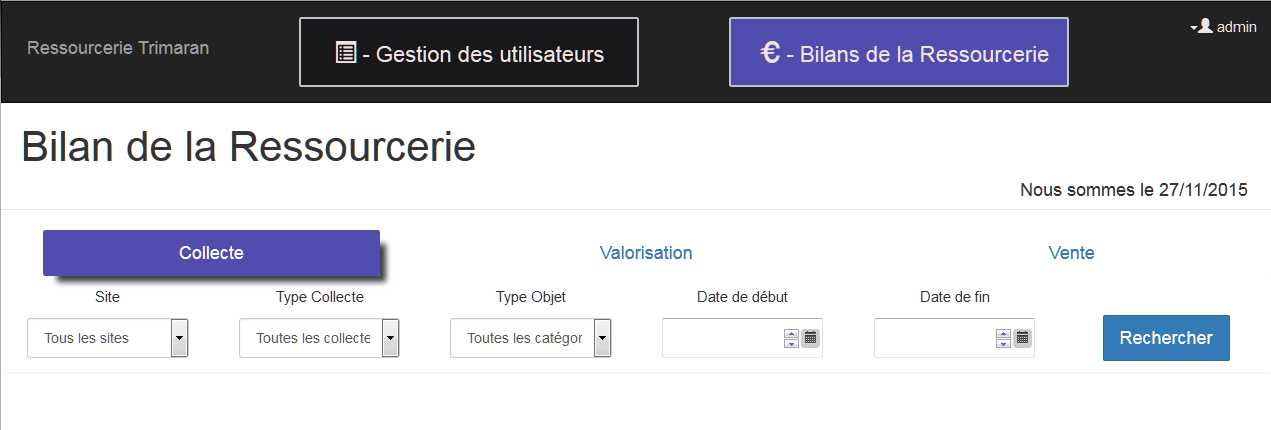 Ressourcerie Trimaran
- Gestion des utilisateurs
€ - Bilans de la Ressourcerie
admin
Bilan de la Ressourcerie
Nous sommes le 27/11/2015
Collecte
Valorisation
Vente
Site
Type Collecte
Type Objet
Date de début
Date de fin
Tous les sites
Toutes les collecte
Toutes les catégor
Rechercher